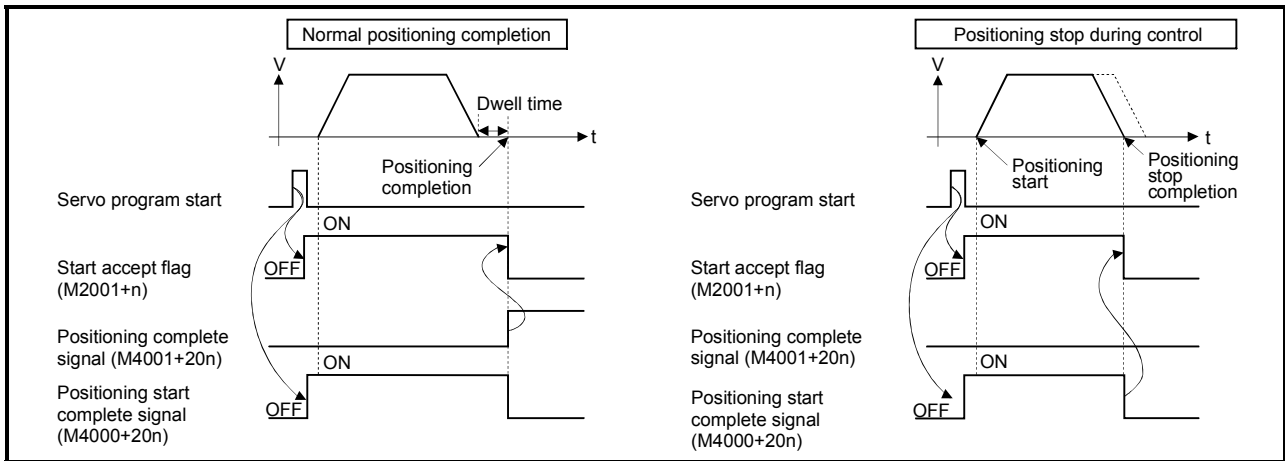 Normal positioning completion
V
Dwell time
t
Positioning
completion
Servo program start
ON
OFF
Start accept flag
(M2001+n)
Positioning complete
signal (M4001+20n)
ON
OFF
Positioning start
complete signal
(M4000+20n)
Positioning stop during control
V
t
Positioning
start
Positioning
stop
completion
Servo program start
ON
OFF
Start accept flag
(M2001+n)
Positioning complete
signal (M4001+20n)
ON
OFF
Positioning start
complete signal
(M4000+20n)